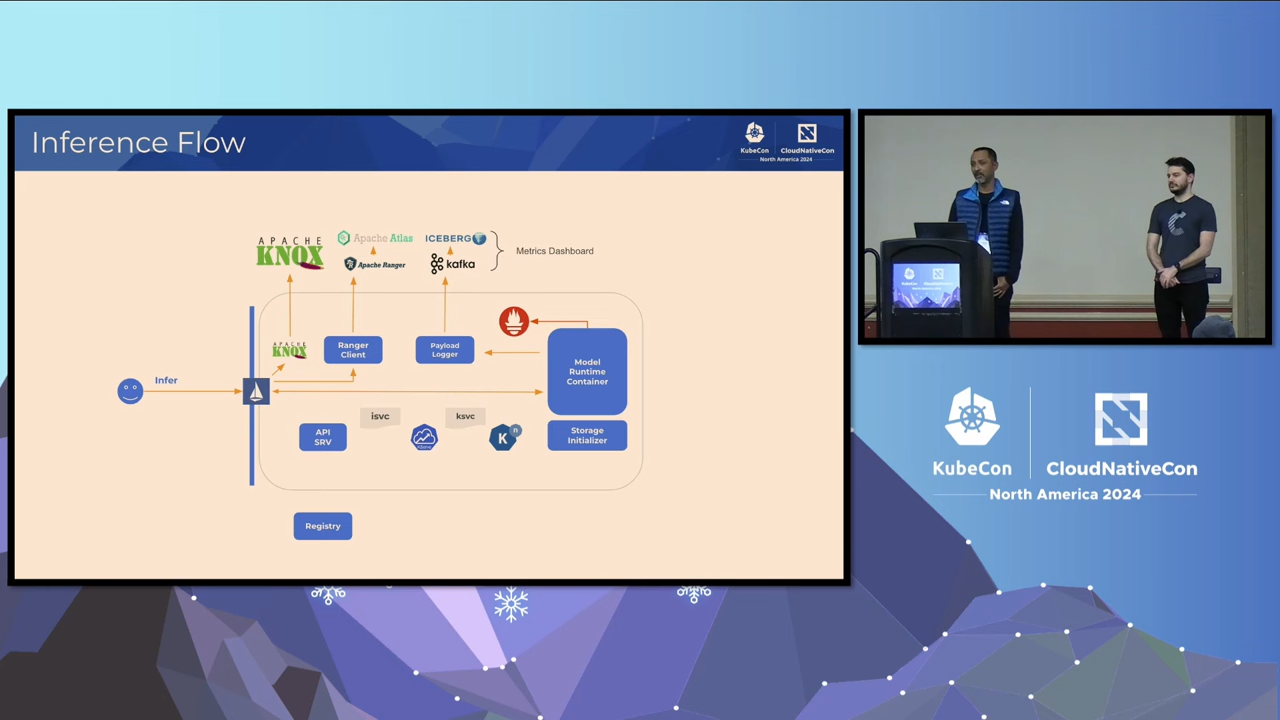 Inference Flow
KubeCon
CloudNativeCon
North America 2024
APACHE
KNOX
Apache Atlas
Apache Ranger
ICEBERG
kafka
Metrics Dashboard
APACHE
KNOX
Ranger
Client
Payload
Logger
Model
Runtime
Container
Infer
isvc
ksvc
API
SRV
K
n
Storage
Initializer
Registry
KubeCon
CloudNativeCon
North America 2024